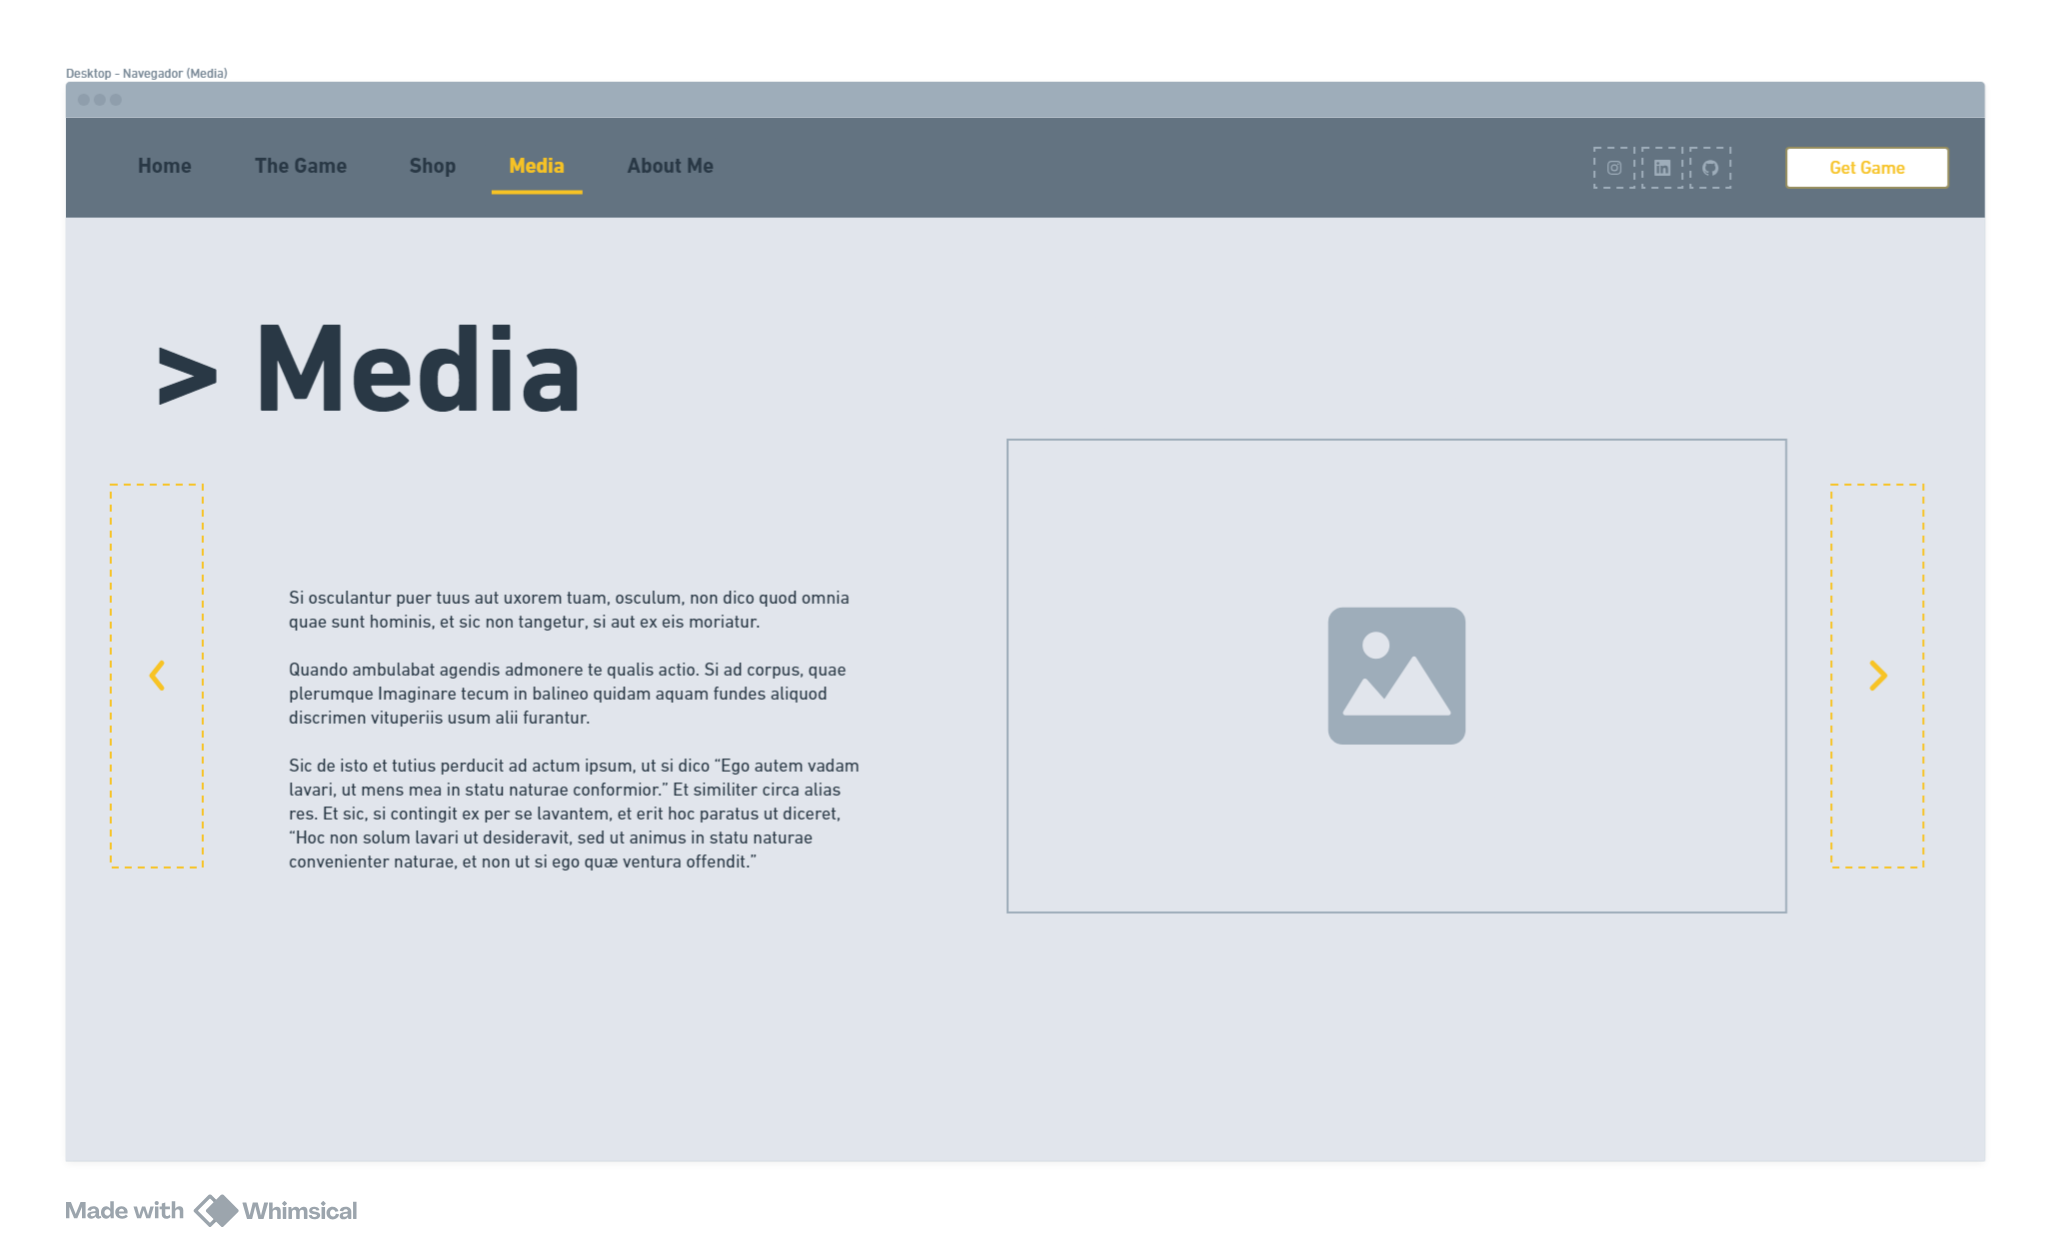 Desktop - Navegador (Media)
Home
The Game
Shop
Media
About Me
Get Game
> Media
Si osculantur puer tuus aut uxorem tuam, osculum, non dico quod omnia
quae sunt hominis, et sic non tangetur, si aut ex eis moriatur.
Quando ambulabat agendis admonere te qualis actio. Si ad corpus, quae
plerumque Imaginare tecum in balineo quidam aquam fundes aliquod
discrimen vituperiis usum alii furantur.
Sic de isto et tutius perducit ad actum ipsum, ut si dico “Ego autem vadam
lavari, ut mens mea in statu naturae conformior.” Et similiter circa alias
res. Et sic, si contingit ex per se lavantem, et erit hoc paratus ut diceret,
“Hoc non solum lavari ut desideravit, sed ut animus in statu naturae
convenienter naturae, et non ut si ego quæ ventura offendit.”
Made with Whimsical